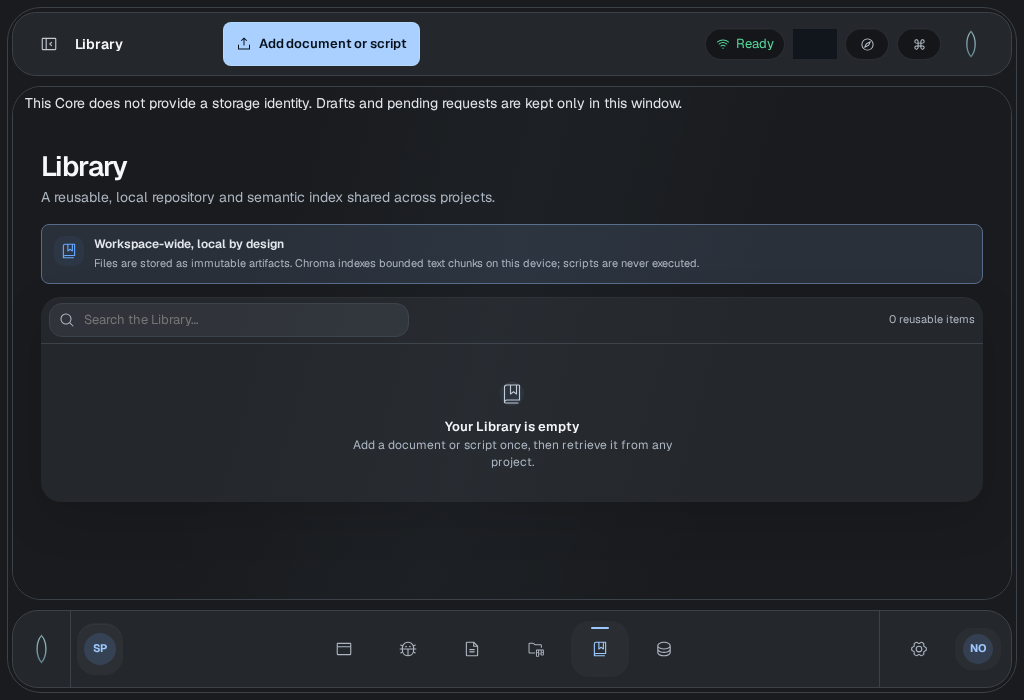 Library
Add document or script
Ready
This Core does not provide a storage identity. Drafts and pending requests are kept only in this window.
Library
A reusable, local repository and semantic index shared across projects.
Workspace-wide, local by design
Files are stored as immutable artifacts. Chroma indexes bounded text chunks on this device; scripts are never executed.
Search the Library...
0 reusable items
Your Library is empty
Add a document or script once, then retrieve it from any
project.
SP
NO